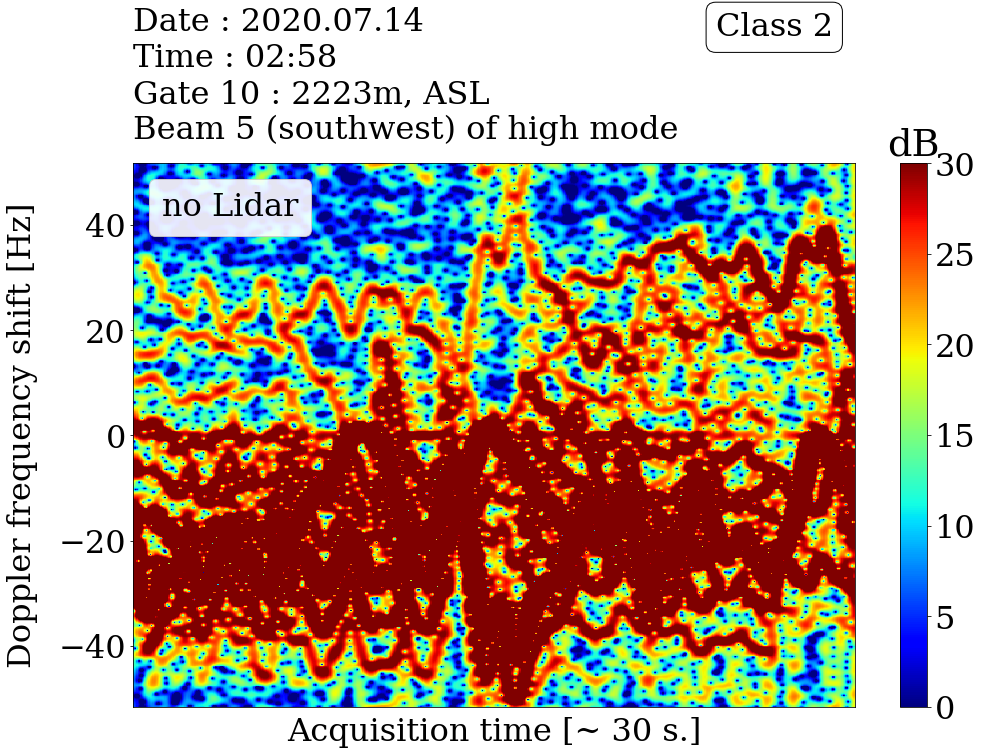 Date : 2020.07.14
Time : 02:58
Gate 10 : 2223m, ASL
Beam 5 (southwest) of high mode
Class 2
dB
no Lidar
Doppler frequency shift [Hz]
40
20
0
−20
−40
30
25
20
15
10
5
0
Acquisition time [~ 30 s.]